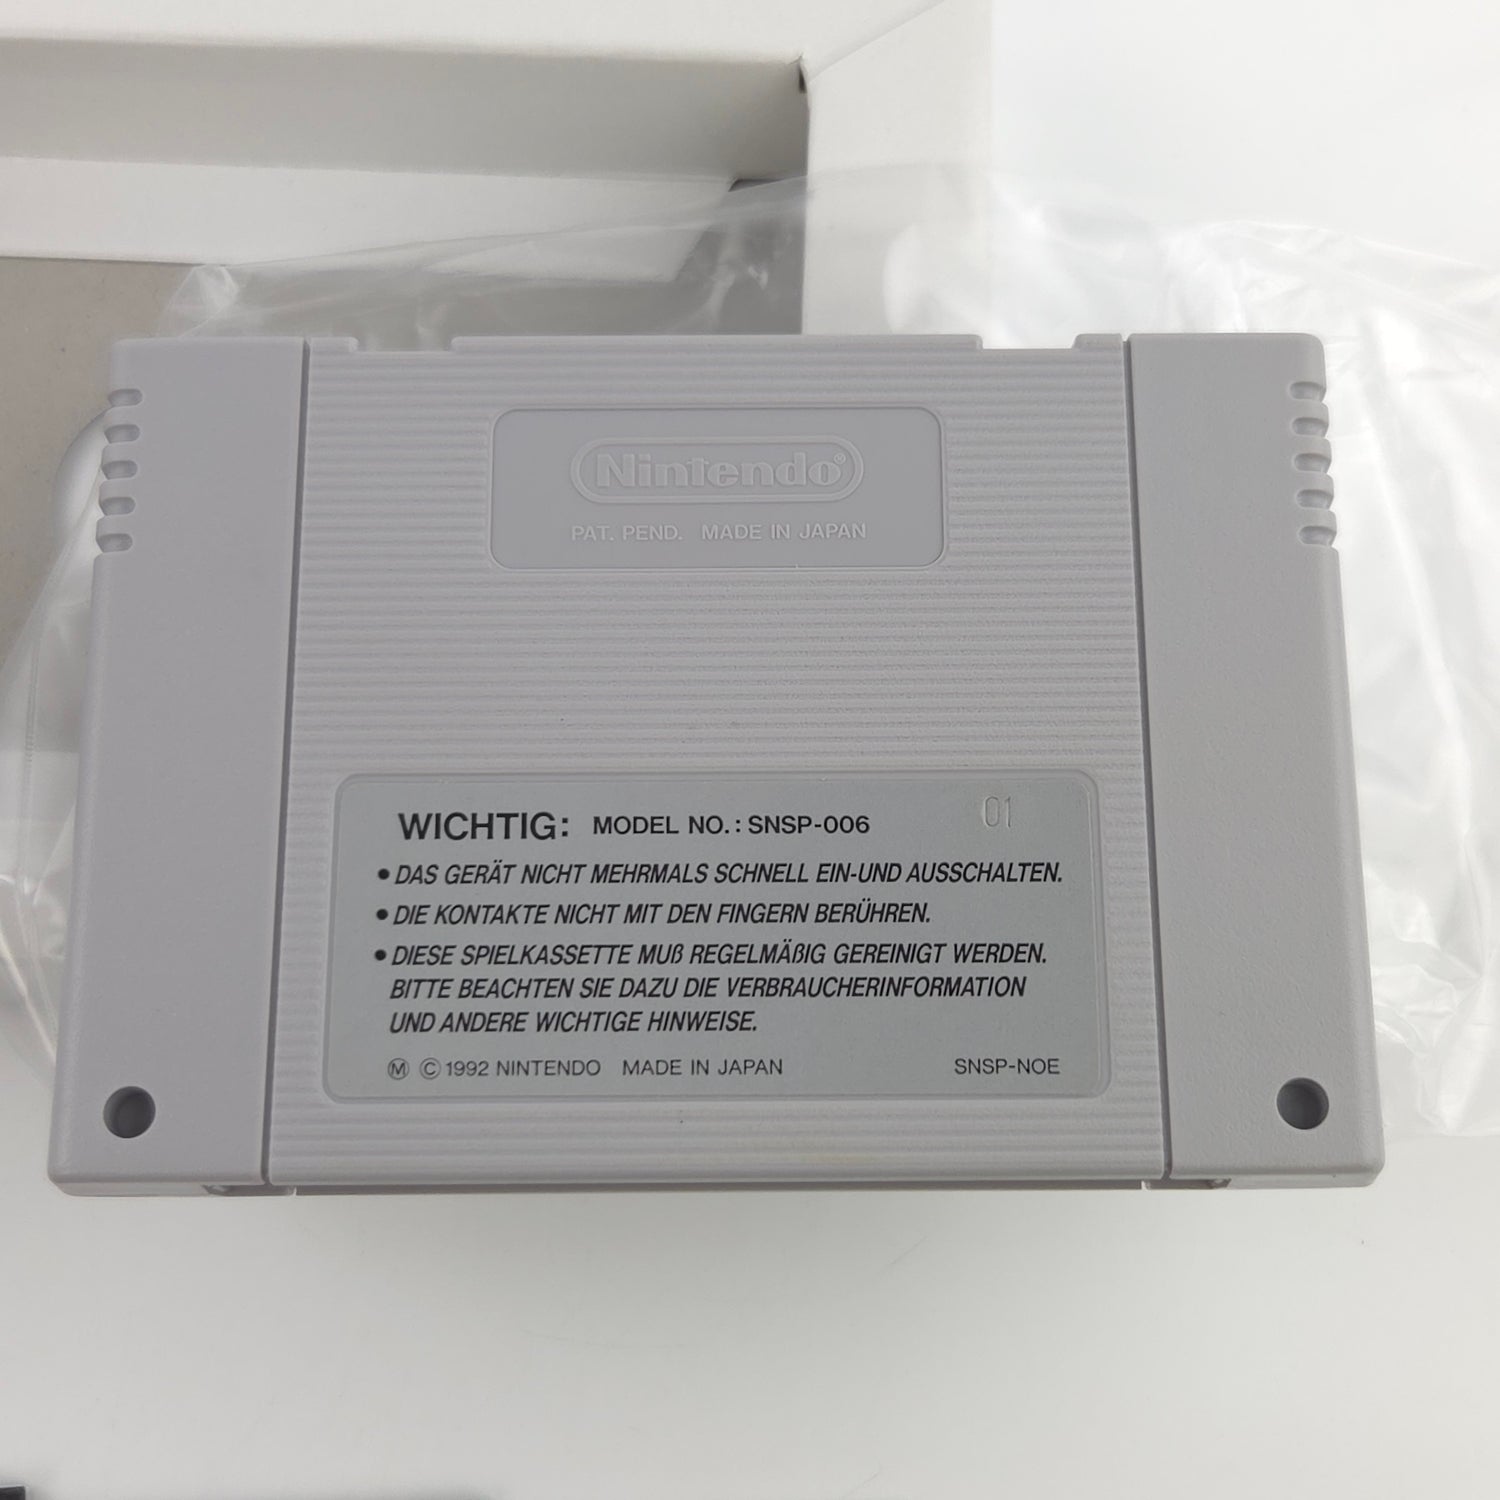 Nintendo®
PAT. PEND. MADE IN JAPAN
WICHTIG: MODEL NO.: SNSP-006 01
• DAS GERÄT NICHT MEHRMALS SCHNELL EIN-UND AUSSCHALTEN.
• DIE KONTAKTE NICHT MIT DEN FINGERN BERÜHREN.
• DIESE SPIELKASSETTE MUß REGELMÄßIG GEREINIGT WERDEN.
BITTE BEACHTEN SIE DAZU DIE VERBRAUCHERINFORMATION
UND ANDERE WICHTIGE HINWEISE.
Ⓜ ©1992 NINTENDO MADE IN JAPAN SNSP-NOE